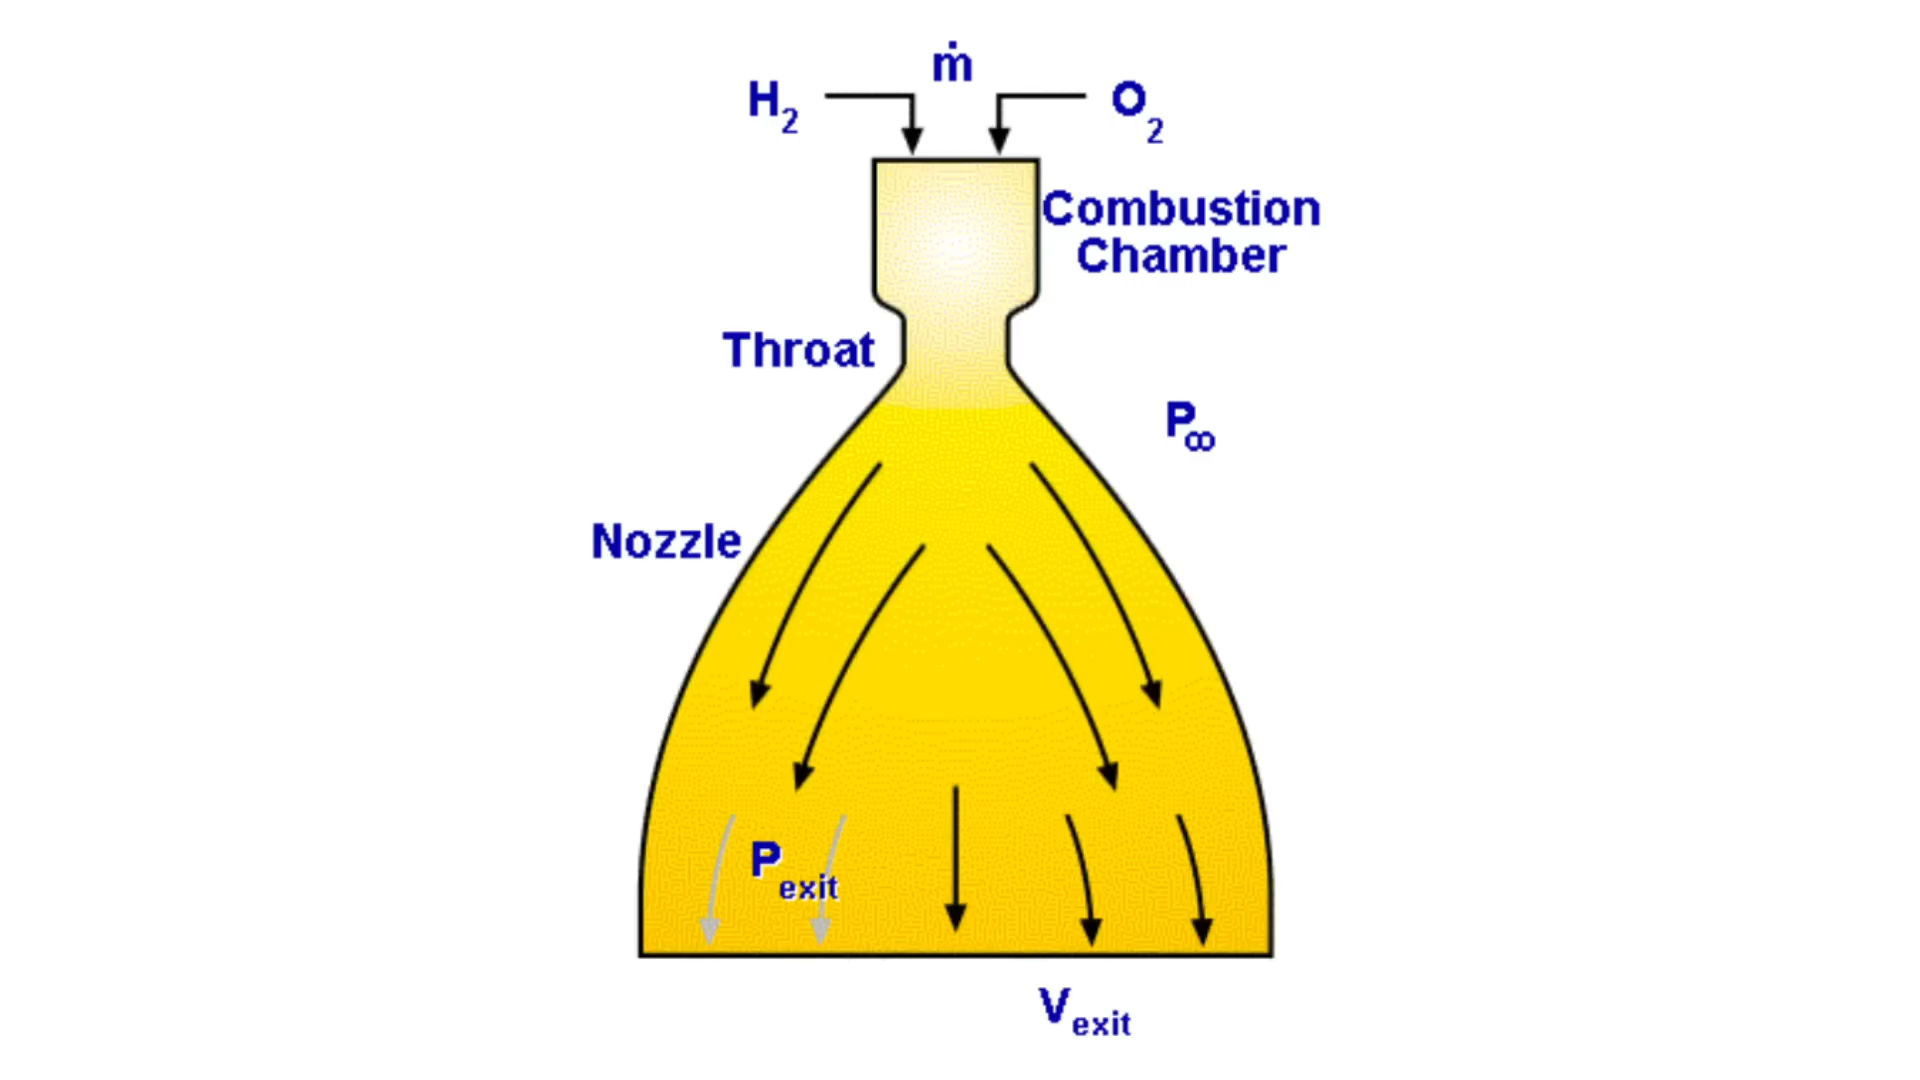 ṁ
H₂
O₂
Combustion
Chamber
Throat
P∞
Nozzle
Pexit
Vexit